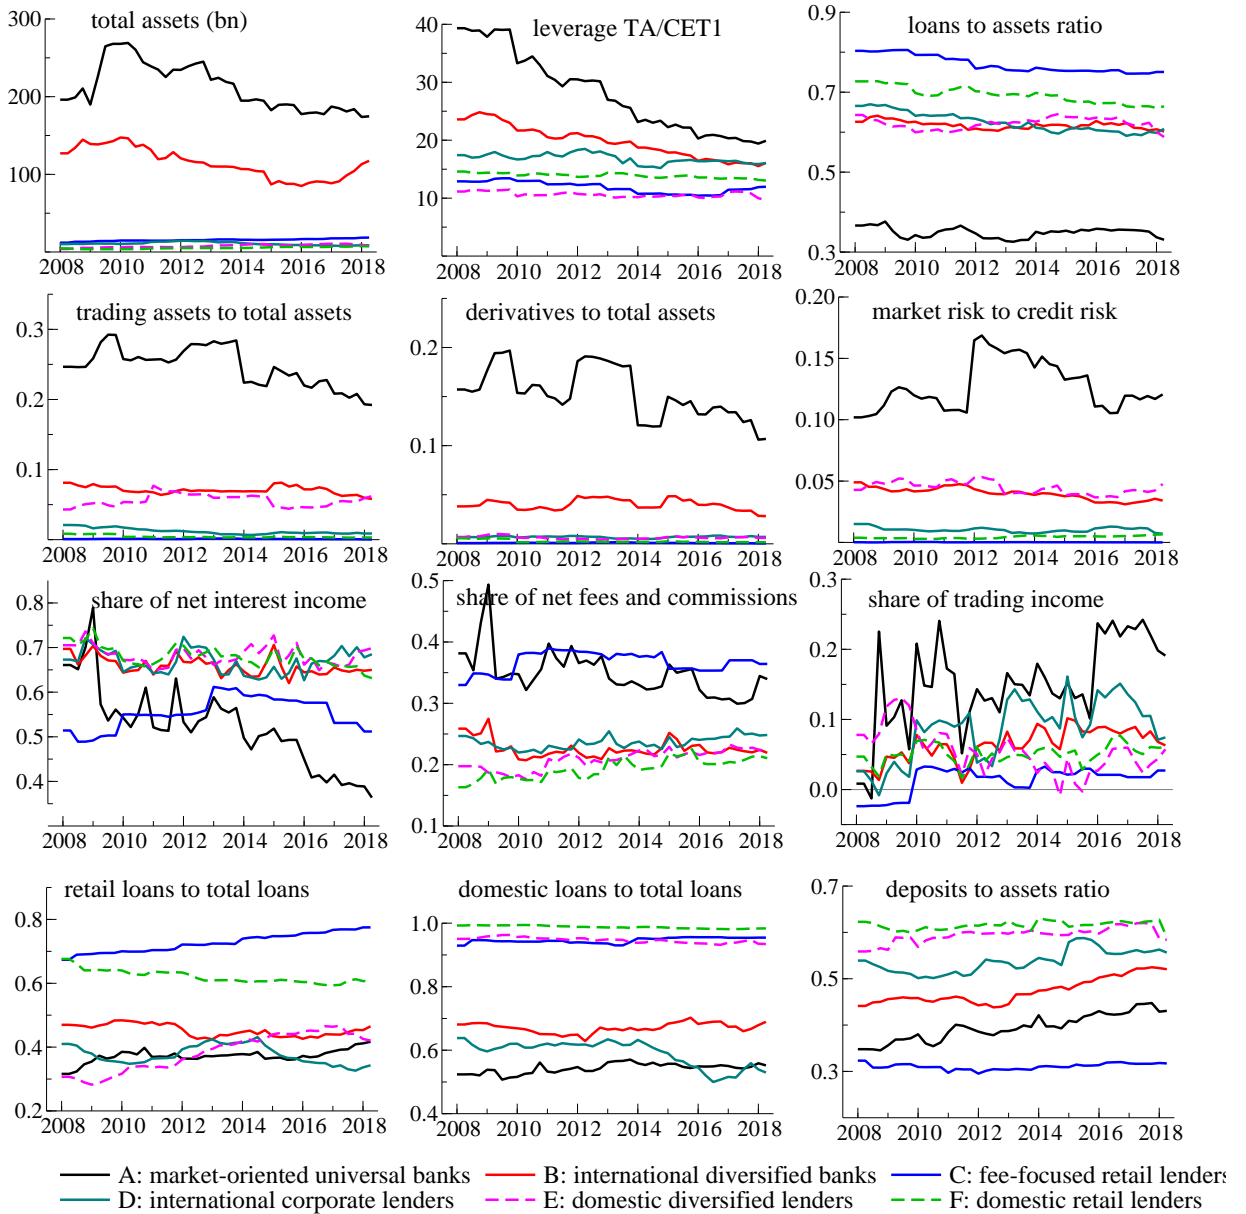 total assets (bn)
leverage TA/CET1
loans to assets ratio
300
200
100
2008 2010 2012 2014 2016 2018
40
30
20
10
2008 2010 2012 2014 2016 2018
0.9
0.7
0.5
0.3
2008 2010 2012 2014 2016 2018
trading assets to total assets
derivatives to total assets
market risk to credit risk
0.3
0.2
0.1
2008 2010 2012 2014 2016 2018
0.2
0.1
2008 2010 2012 2014 2016 2018
0.20
0.15
0.10
0.05
2008 2010 2012 2014 2016 2018
share of net interest income
share of net fees and commissions
share of trading income
0.8
0.7
0.6
0.5
0.4
2008 2010 2012 2014 2016 2018
0.5
0.4
0.3
0.2
0.1
2008 2010 2012 2014 2016 2018
0.3
0.2
0.1
0.0
2008 2010 2012 2014 2016 2018
retail loans to total loans
domestic loans to total loans
deposits to assets ratio
0.8
0.6
0.4
0.2
2008 2010 2012 2014 2016 2018
1.0
0.8
0.6
0.4
2008 2010 2012 2014 2016 2018
0.7
0.5
0.3
2008 2010 2012 2014 2016 2018
A: market-oriented universal banks B: international diversified banks C: fee-focused retail lenders
D: international corporate lenders E: domestic diversified lenders F: domestic retail lenders